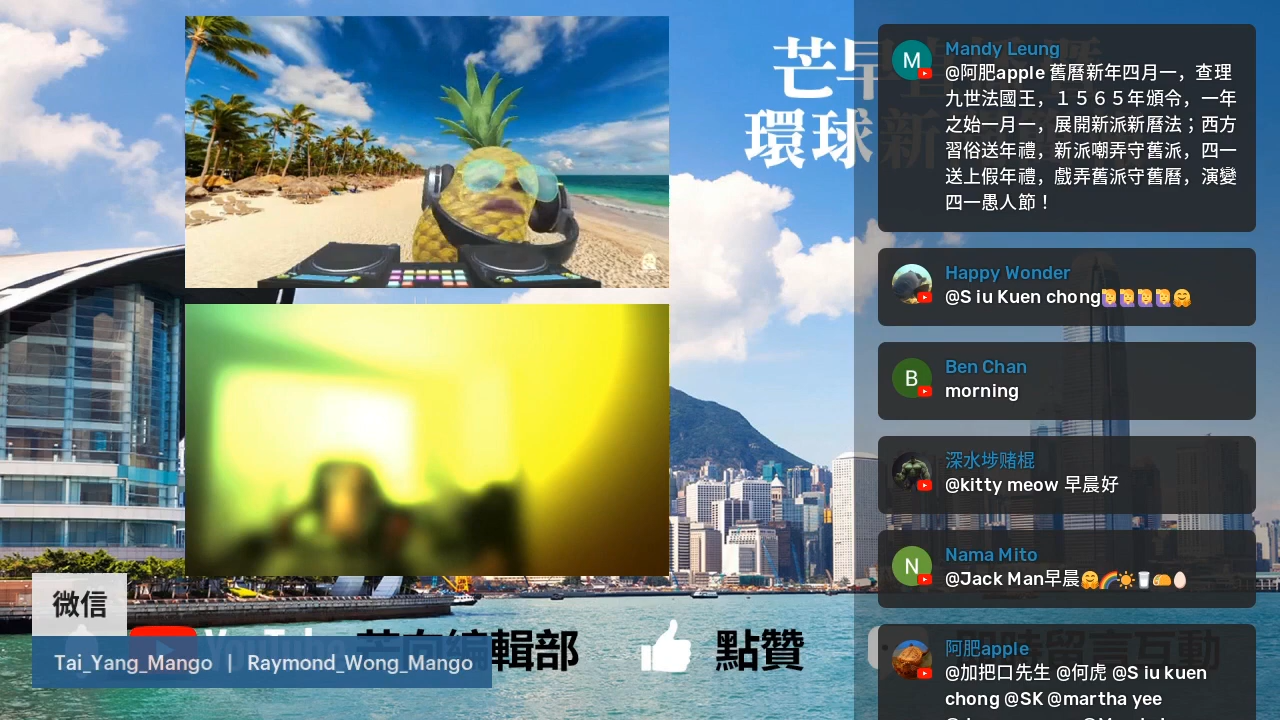 芒早
環球新
Mandy Leung
@阿肥apple 舊曆新年四月一，查理
九世法國王，１５６５年頒令，一年
之始一月一，展開新派新曆法；西方
習俗送年禮，新派嘲弄守舊派，四一
送上假年禮，戲弄舊派守舊曆，演變
四一愚人節！
Happy Wonder
@S iu Kuen chong🙋🙋🙋🙋🤗
Ben Chan
morning
深水埗赌棍
@kitty meow 早晨好
Nama Mito
@Jack Man早晨🤗🌈☀🥛🌮🥚
阿肥apple
@加把口先生 @何虎 @S iu kuen
chong @SK @martha yee
微信
Tai_Yang_Mango | Raymond_Wong_Mango
YouTube 芒向編輯部 點贊 留言互動